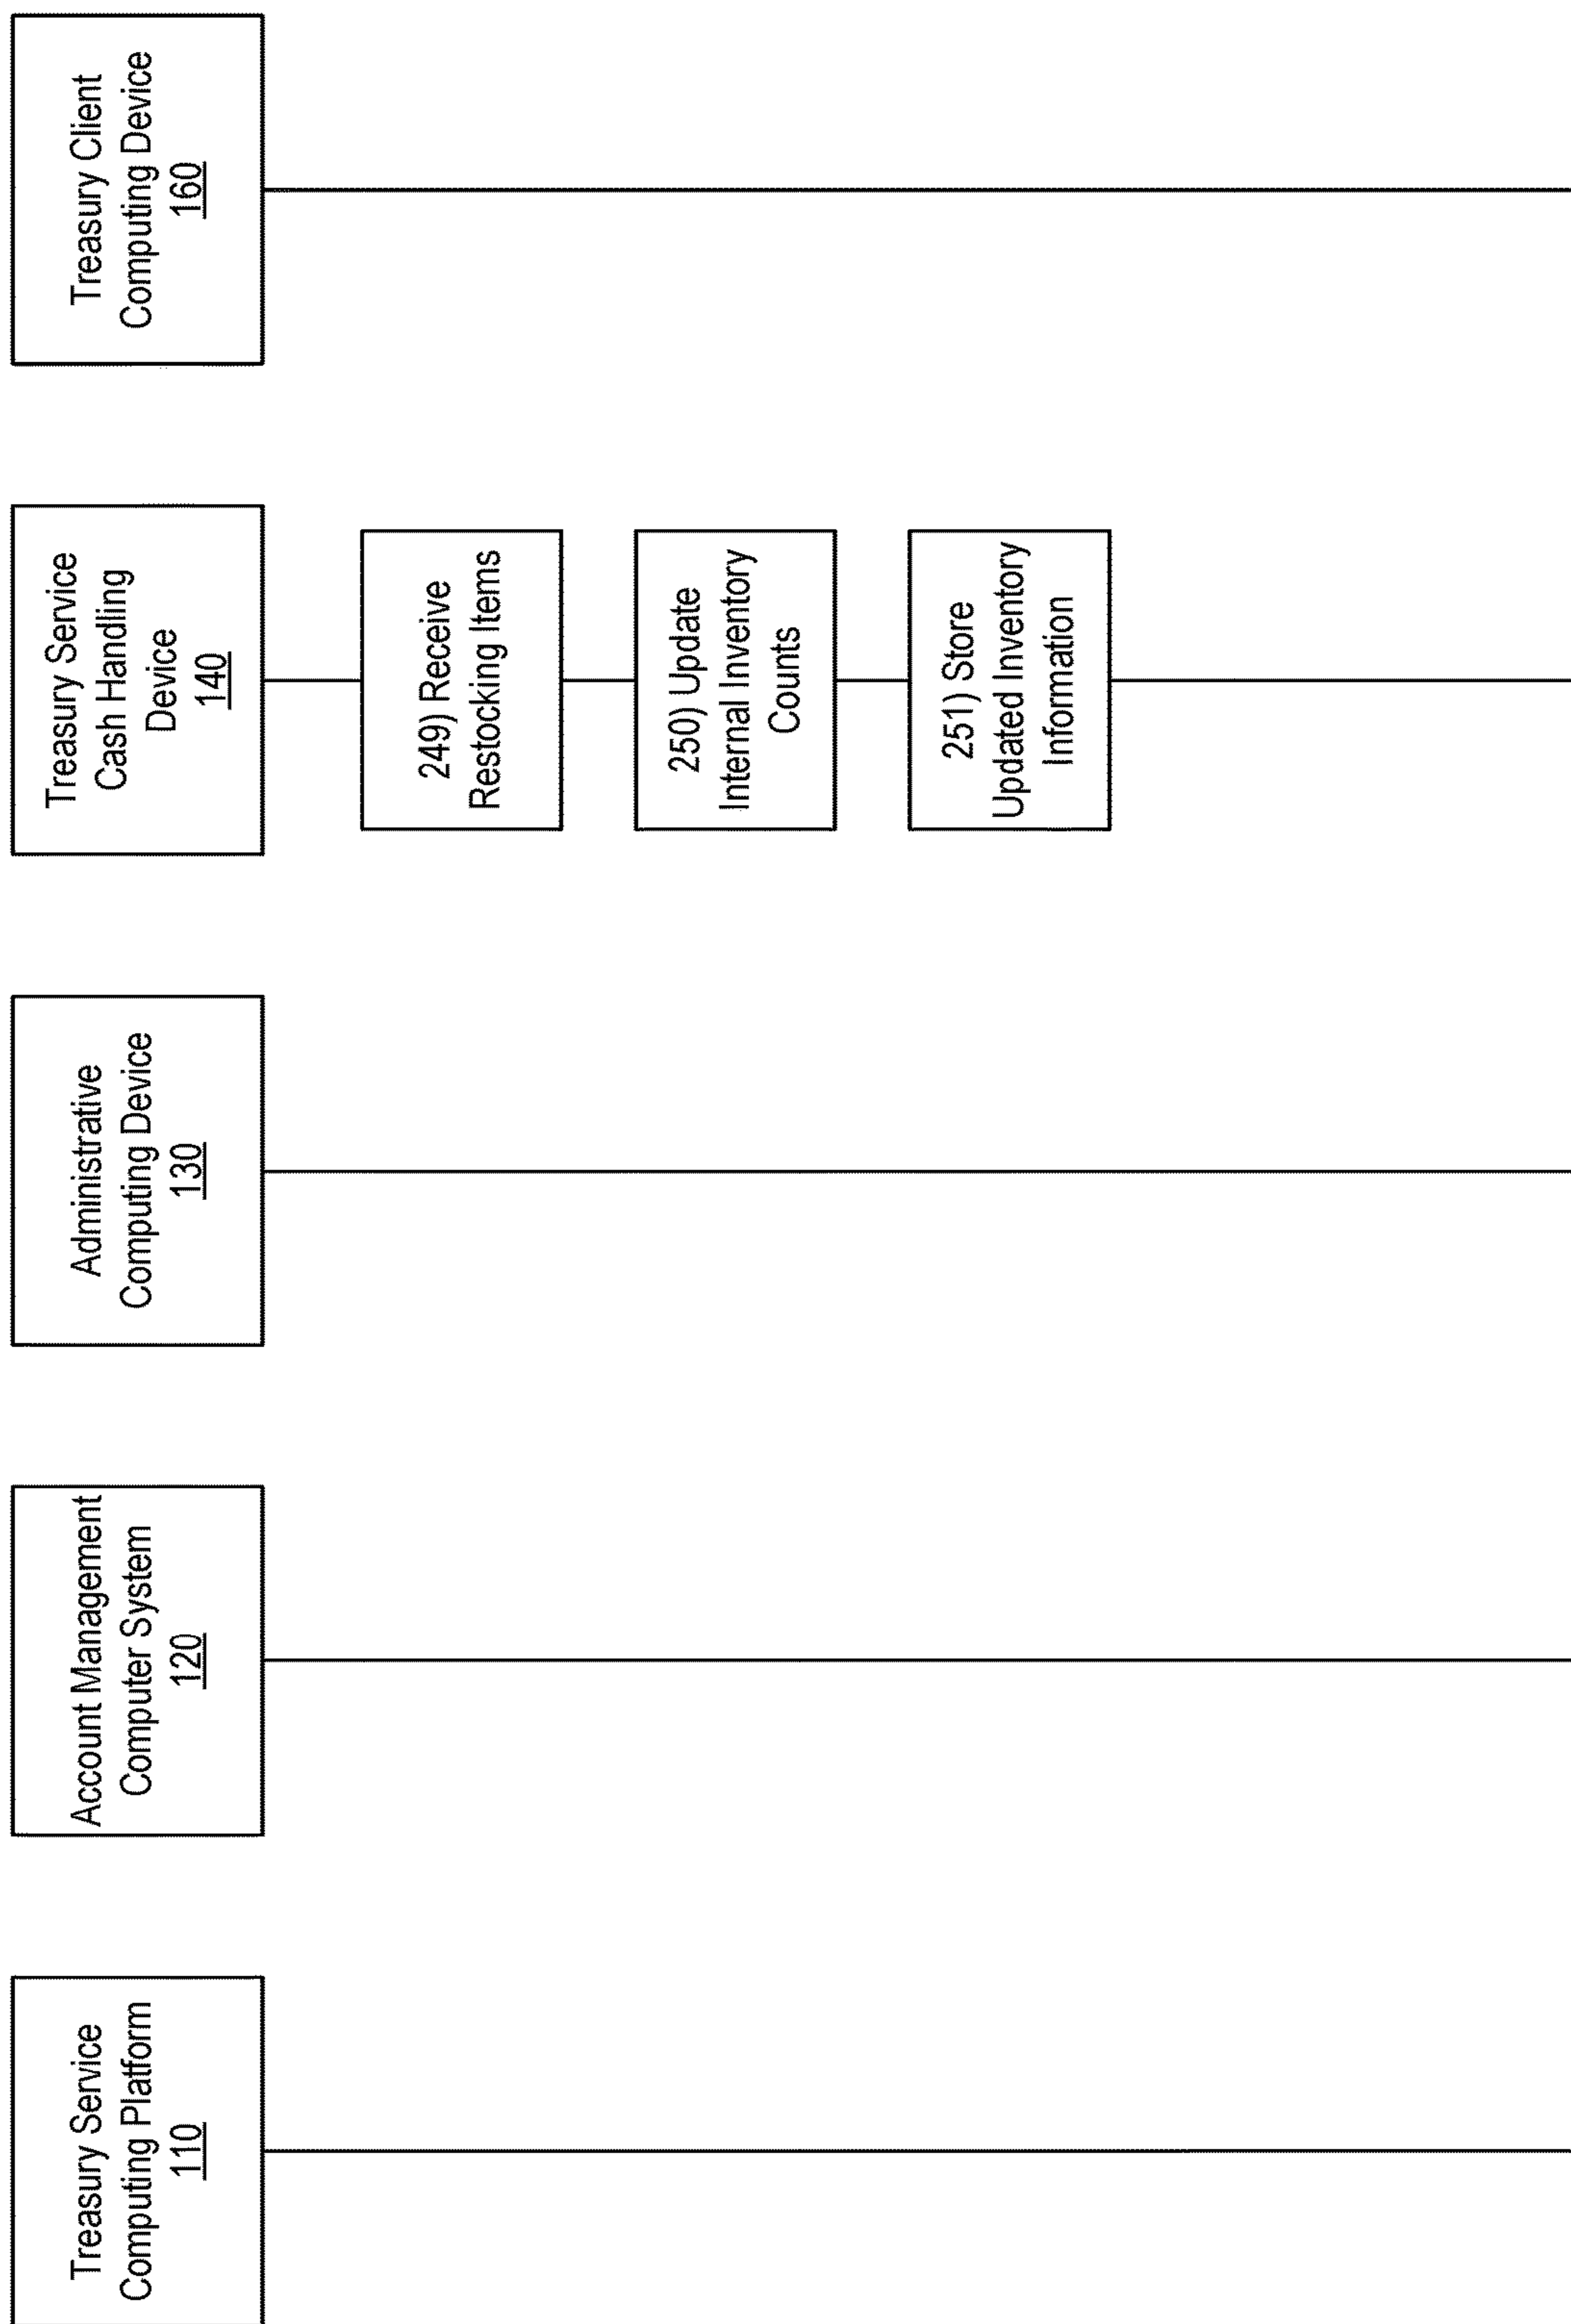 Treasury Service
Computing Platform
110
Account Management
Computer System
120
Administrative
Computing Device
130
Treasury Service
Cash Handling
Device
140
Treasury Client
Computing Device
160
249) Receive
Restocking Items
250) Update
Internal Inventory
Counts
251) Store
Updated Inventory
Information